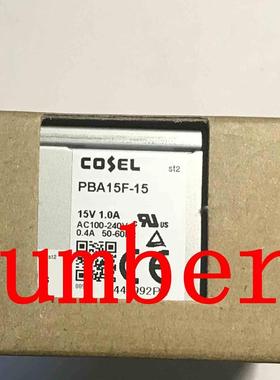 COSEL
st2
PBA15F-15
15V 1.0A
AC100-240V
0.4A 50-60
umber